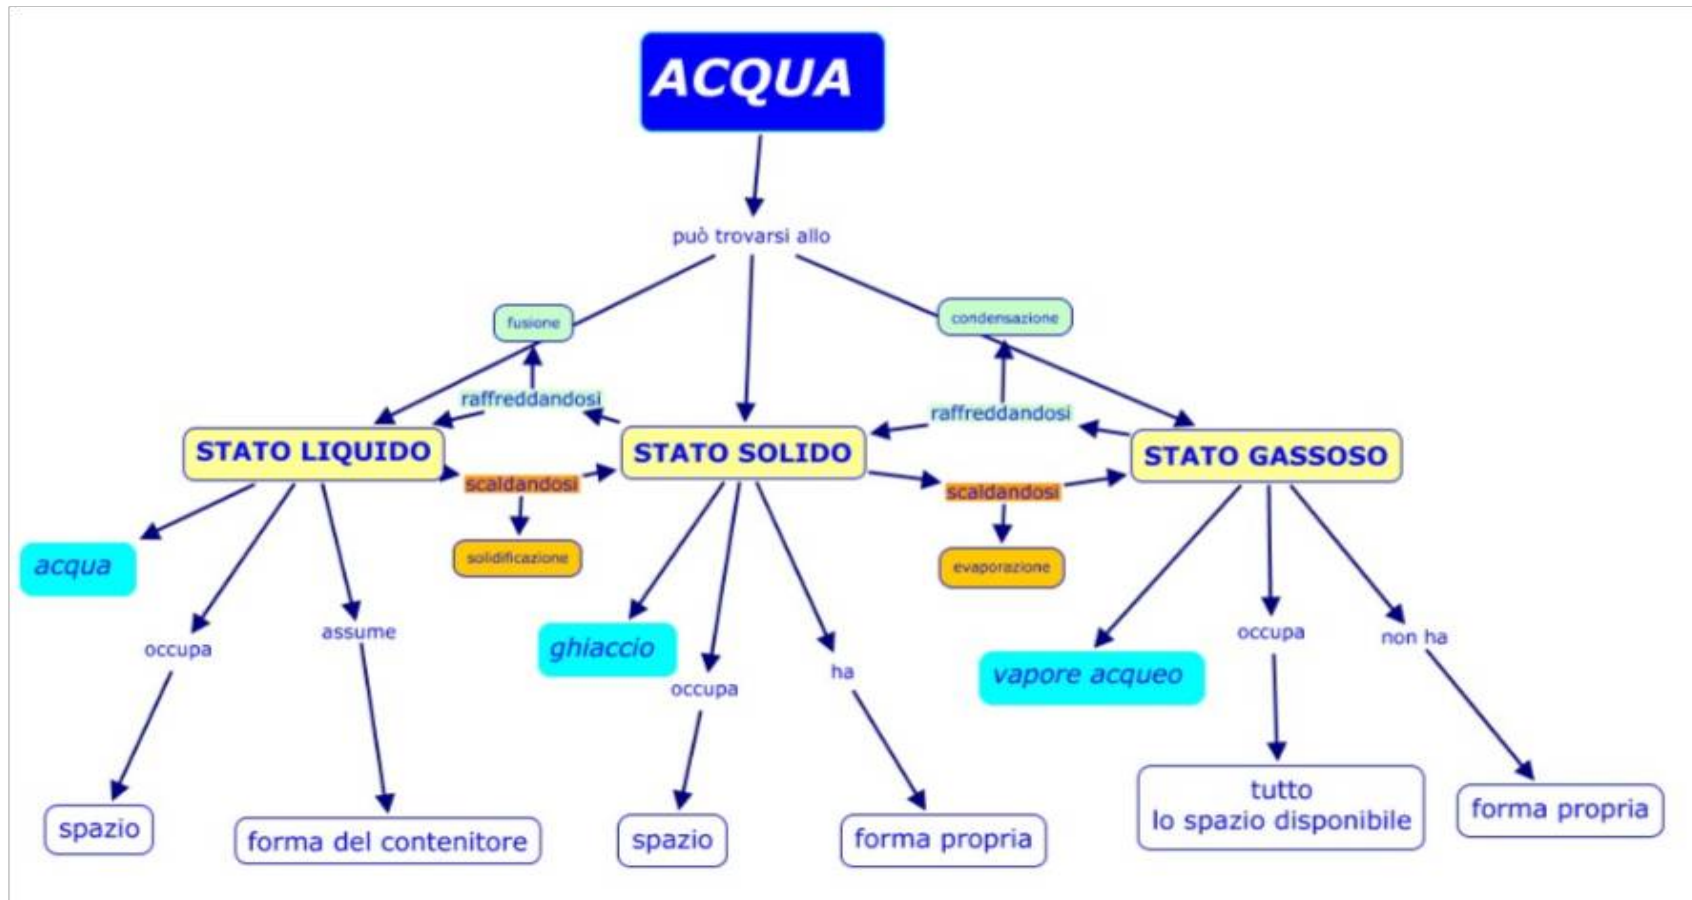 ACQUA
può trovarsi allo
fusione
condensazione
raffreddandosi
raffreddandosi
STATO LIQUIDO
STATO SOLIDO
STATO GASSOSO
scaldandosi
scaldandosi
solidificazione
evaporazione
acqua
occupa
assume
ghiaccio
occupa
ha
vapore acqueo
occupa
non ha
spazio
forma del contenitore
spazio
forma propria
tutto
lo spazio disponibile
forma propria